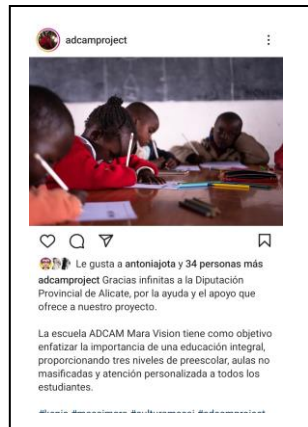 adcamproject
Le gusta a antoniajota y 34 personas más
adcamproject Gracias infinitas a la Diputación
Provincial de Alicate, por la ayuda y el apoyo que
ofrece a nuestro proyecto.
La escuela ADCAM Mara Vision tiene como objetivo
enfatizar la importancia de una educación integral,
proporcionando tres niveles de preescolar, aulas no
masificadas y atención personalizada a todos los
estudiantes.